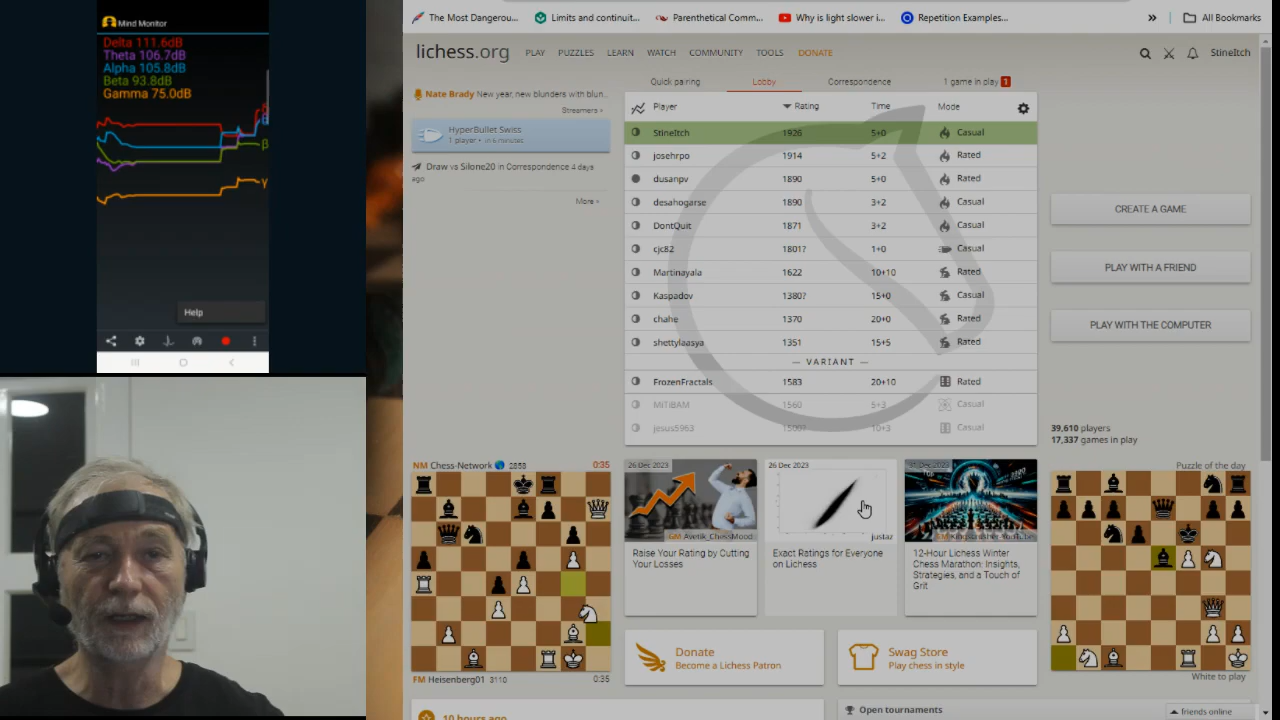 Mind Monitor
Delta 111.6dB
Theta 106.7dB
Alpha 105.8dB
Beta 93.8dB
Gamma 75.0dB
β
γ
Help
The Most Dangerou...
Limits and continuit...
Parenthetical Comm...
Why is light slower i...
Repetition Examples...
»
All Bookmarks
lichess.org PLAY PUZZLES LEARN WATCH COMMUNITY TOOLS DONATE
StineItch
Quick pairing Lobby Correspondence 1 game in play 1
Nate Brady New year, new blunders with blun...
Streamers »
HyperBullet Swiss
1 player • in 6 minutes
Draw vs Silone20 in Correspondence 4 days
ago
More »
Player Rating Time Mode
StineItch 1926 5+0 Casual
josehrpo 1914 5+2 Rated
dusanpv 1890 5+0 Rated
desahogarse 1890 3+2 Casual
DontQuit 1871 3+2 Casual
cjc82 1801? 1+0 Casual
Martinayala 1622 10+10 Rated
Kaspadov 1380? 15+0 Casual
chahe 1370 20+0 Rated
shettylaasya 1351 15+5 Rated
— VARIANT —
FrozenFractals 1583 20+10 Rated
MiTiBAM 1560 5+3 Casual
jesus5963 1500? 10+3 Casual
CREATE A GAME
PLAY WITH A FRIEND
PLAY WITH THE COMPUTER
39,610 players
17,337 games in play
NM Chess-Network 2858 0:35
FM Heisenberg01 3110 0:35
26 Dec 2023
GM Avetik_ChessMood
Raise Your Rating by Cutting
Your Losses
26 Dec 2023
justaz
Exact Ratings for Everyone
on Lichess
Dec 2023
12-Hour Lichess Winter
Chess Marathon: Insights,
Strategies, and a Touch of
Grit
Puzzle of the day
White to play
Donate
Become a Lichess Patron
Swag Store
Play chess in style
10 hours ago
Open tournaments
friends online